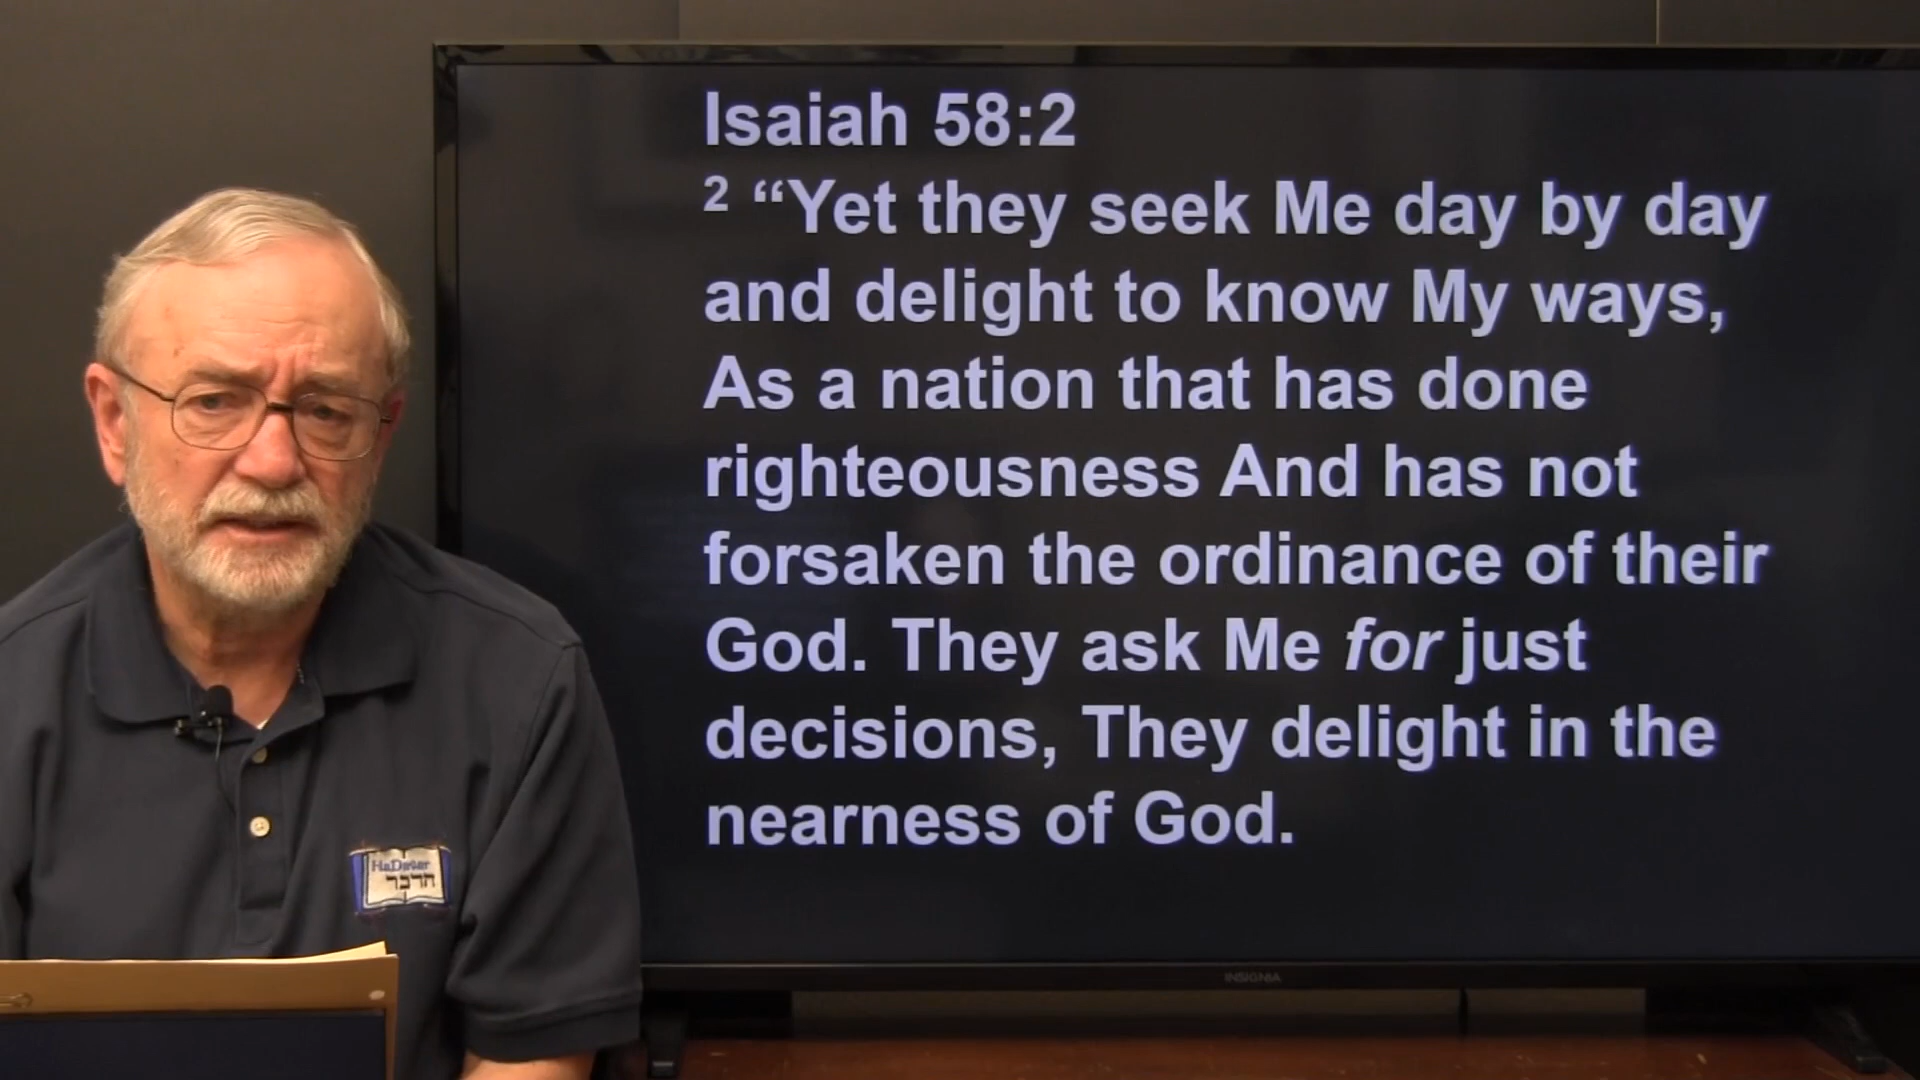 Isaiah 58:2
2 “Yet they seek Me day by day
and delight to know My ways,
As a nation that has done
righteousness And has not
forsaken the ordinance of their
God. They ask Me for just
decisions, They delight in the
nearness of God.
HaDavar
הדבר
INSIGNIA